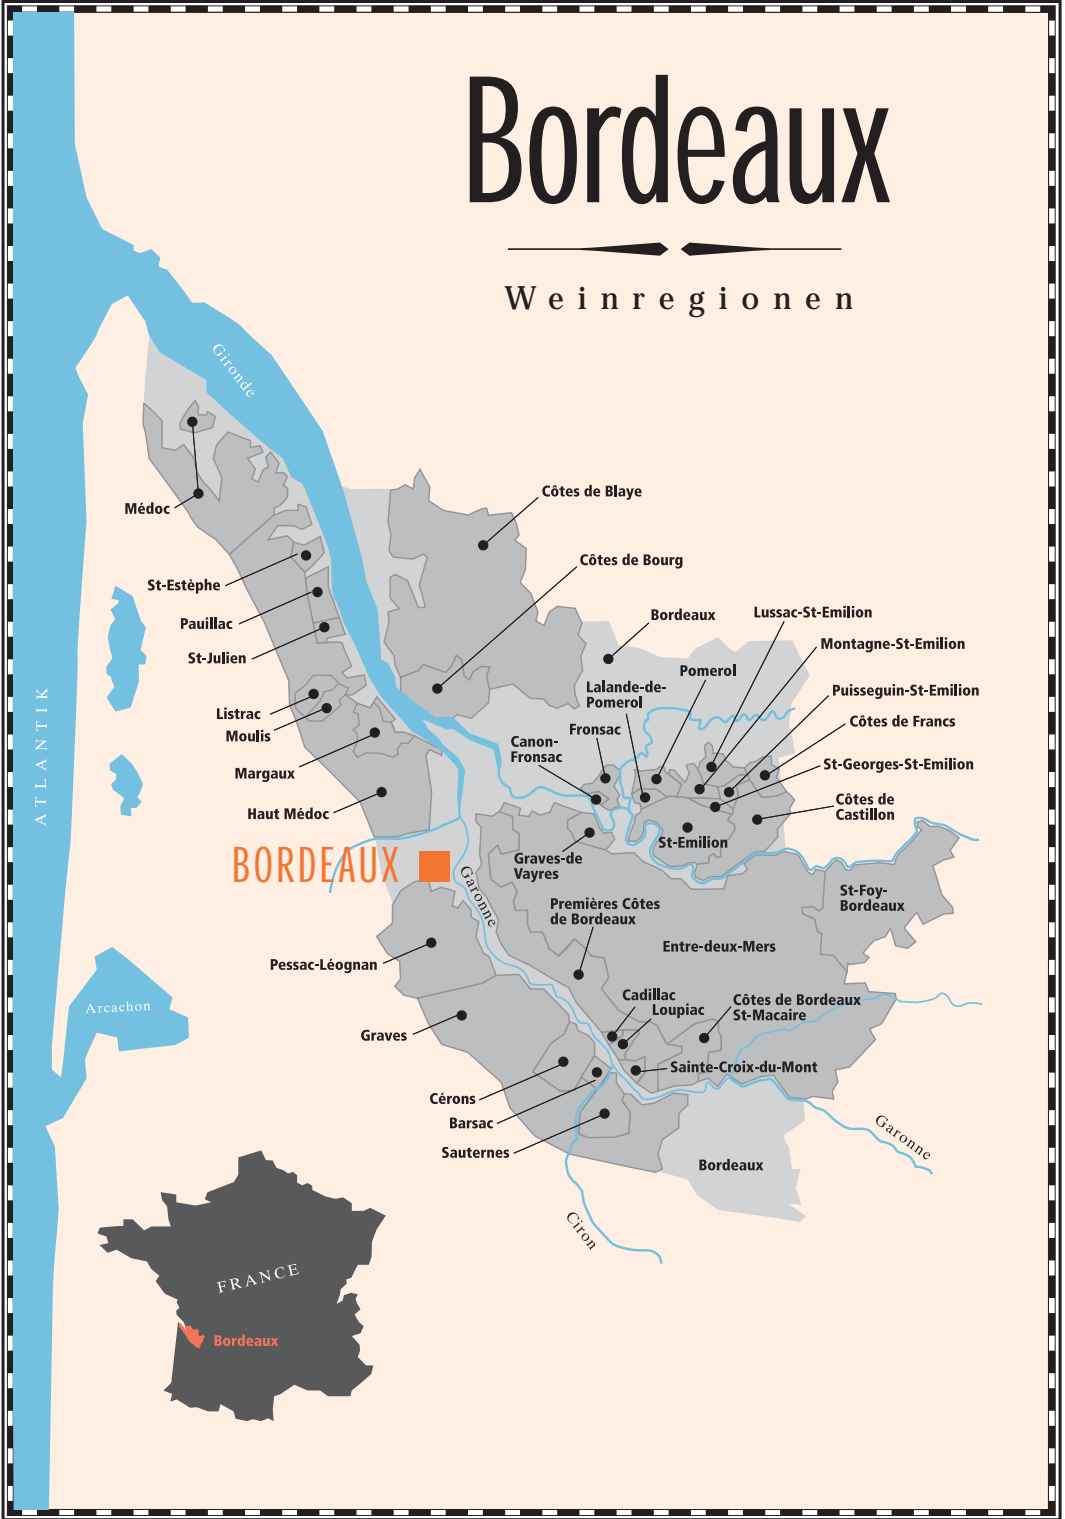 Bordeaux
Weinregionen
Gironde
Côtes de Blaye
Médoc
Côtes de Bourg
St-Estèphe
Bordeaux
Lussac-St-Emilion
Pauillac
Montagne-St-Emilion
St-Julien
Pomerol
Lalande-de-
Pomerol
Puisseguin-St-Emilion
Listrac
Fronsac
Côtes de Francs
Moulis
Canon-
Fronsac
St-Georges-St-Emilion
Margaux
ATLANTIK
Côtes de
Castillon
Haut Médoc
St-Emilion
BORDEAUX
Graves-de
Vayres
Garonne
St-Foy-
Bordeaux
Premières Côtes
de Bordeaux
Entre-deux-Mers
Pessac-Léognan
Cadillac
Loupiac
Côtes de Bordeaux
St-Macaire
Arcachon
Graves
Sainte-Croix-du-Mont
Cérons
Barsac
Garonne
Sauternes
Bordeaux
Ciron
FRANCE
Bordeaux